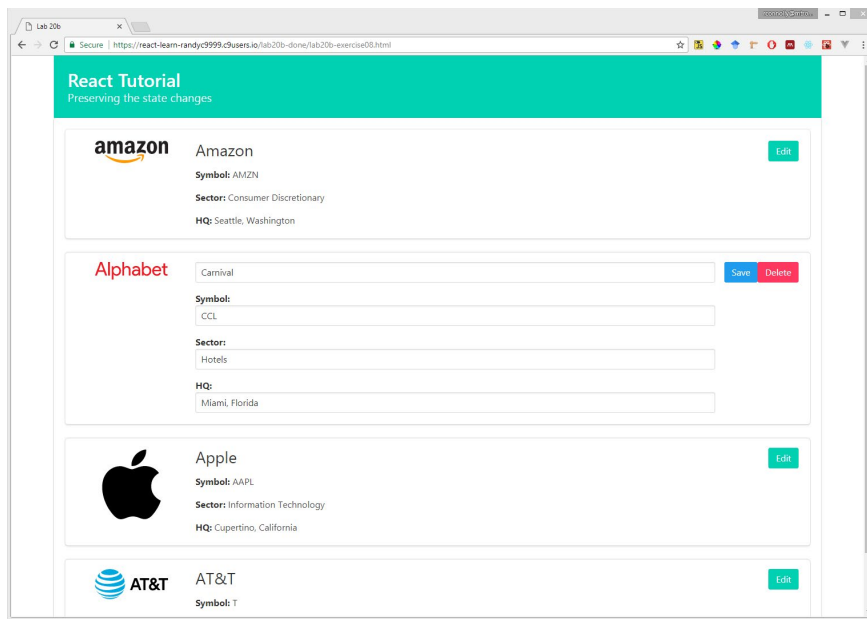 Lab 20b
Secure | https://react-learn-randyc9999.c9users.io/lab20b-done/lab20b-exercise08.html
React Tutorial
Preserving the state changes
amazon
Amazon
Edit
Symbol: AMZN
Sector: Consumer Discretionary
HQ: Seattle, Washington
Alphabet
Carnival
Save Delete
Symbol:
CCL
Sector:
Hotels
HQ:
Miami, Florida
Apple
Edit
Symbol: AAPL
Sector: Information Technology
HQ: Cupertino, California
AT&T
AT&T
Edit
Symbol: T